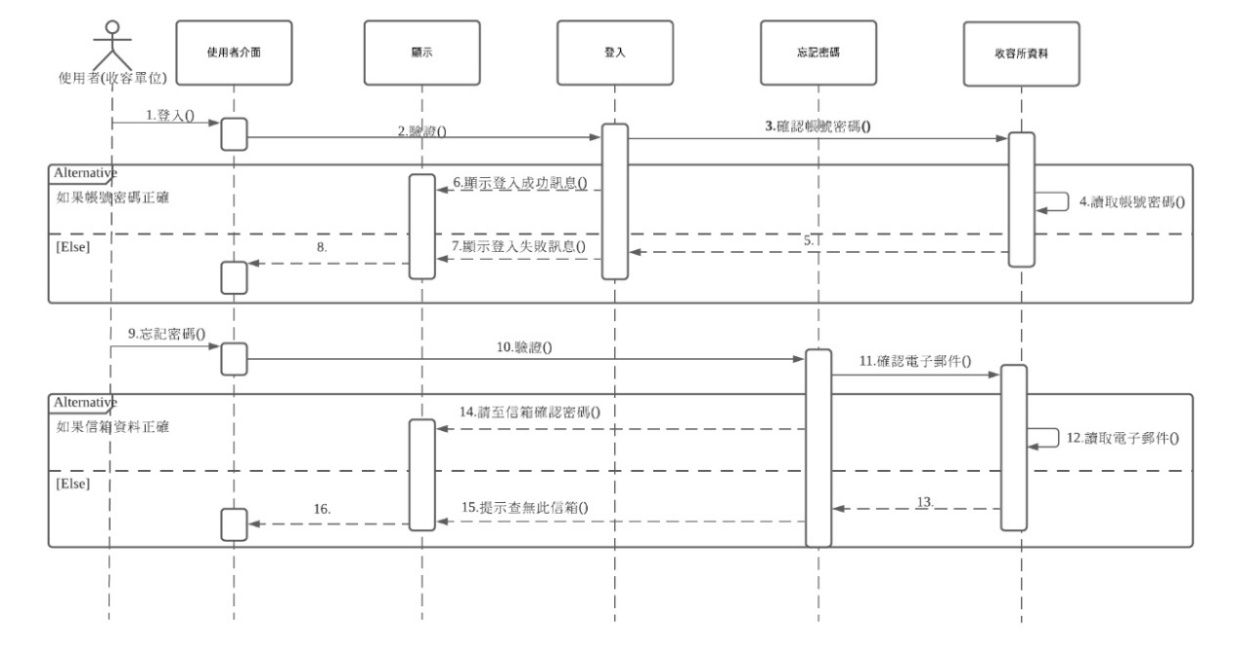 使用者(收容單位)
使用者介面
顯示
登入
忘記密碼
收容所資料
1.登入()
2.驗證()
3.確認帳號密碼()
Alternative
如果帳號密碼正確
6.顯示登入成功訊息()
4.讀取帳號密碼()
[Else]
8.
7.顯示登入失敗訊息()
5.
9.忘記密碼()
10.驗證()
11.確認電子郵件()
Alternative
如果信箱資料正確
14.請至信箱確認密碼()
12.讀取電子郵件()
[Else]
16.
15.提示查無此信箱()
13.